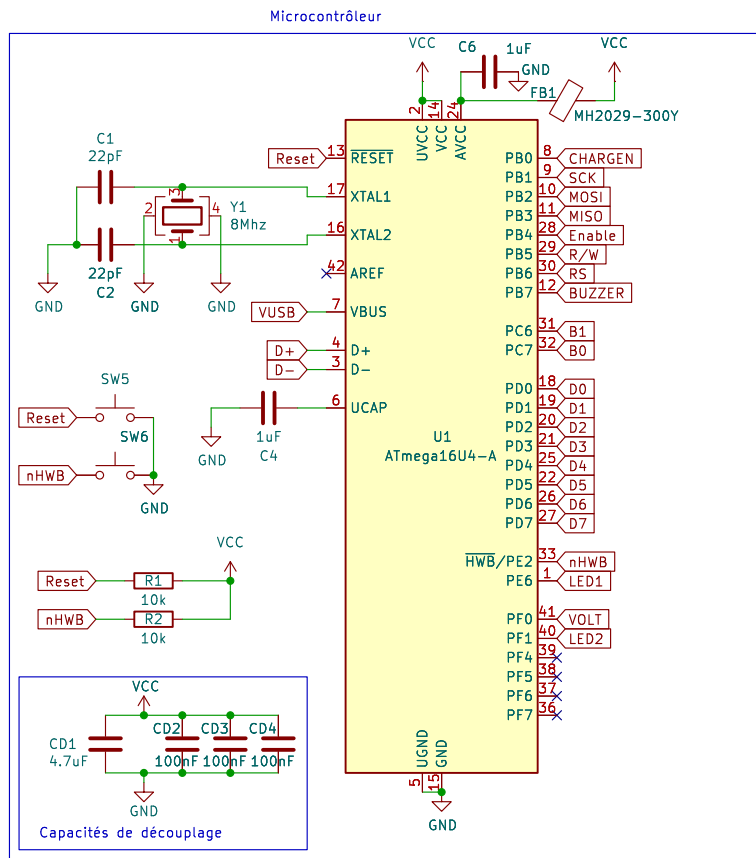 Microcontrôleur
VCC
C6
1uF
GND
VCC
FB1
MH2029-300Y
2
14
24
UVCC
VCC
AVCC
Reset
13
RESET
C1
22pF
17
XTAL1
3
2
4
1
Y1
8Mhz
16
XTAL2
22pF
C2
GND
GND
GND
42
AREF
VUSB
7
VBUS
D+
4
D+
D-
3
D-
6
UCAP
1uF
C4
GND
SW5
Reset
SW6
nHWB
GND
U1
ATmega16U4-A
PB0
8
CHARGEN
PB1
9
SCK
PB2
10
MOSI
PB3
11
MISO
PB4
28
Enable
PB5
29
R/W
PB6
30
RS
PB7
12
BUZZER
PC6
31
B1
PC7
32
B0
PD0
18
D0
PD1
19
D1
PD2
20
D2
PD3
21
D3
PD4
25
D4
PD5
22
D5
PD6
26
D6
PD7
27
D7
HWB/PE2
33
nHWB
PE6
1
LED1
PF0
41
VOLT
PF1
40
LED2
PF4
39
PF5
38
PF6
37
PF7
36
VCC
Reset
R1
10k
nHWB
R2
10k
VCC
CD1
4.7uF
CD2
100nF
CD3
100nF
CD4
100nF
GND
Capacités de découplage
UGND
GND
5
15
GND